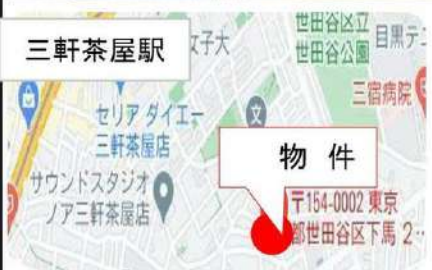 三軒茶屋駅
女子大
世田谷区立
世田谷公園
目黒テニ
三宿病院
セリア ダイエー
三軒茶屋店
文
物 件
サウンドスタジオ
ノア三軒茶屋店
〒154-0002 東京
都世田谷区下馬 2…